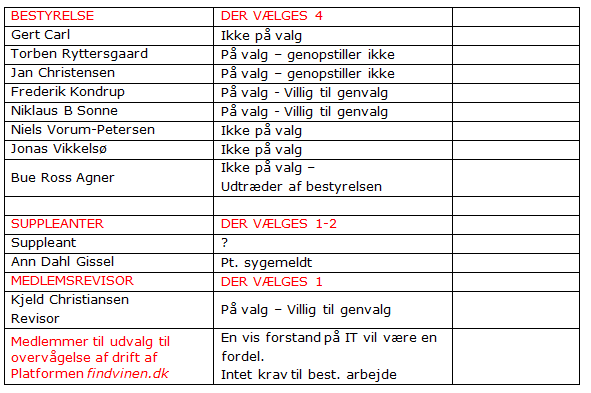 BESTYRELSE DER VÆLGES 4
Gert Carl Ikke på valg
Torben Ryttersgaard På valg – genopstiller ikke
Jan Christensen På valg – genopstiller ikke
Frederik Kondrup På valg - Villig til genvalg
Niklaus B Sonne På valg - Villig til genvalg
Niels Vorum-Petersen Ikke på valg
Jonas Vikkelsø Ikke på valg
Bue Ross Agner Ikke på valg –
Udtræder af bestyrelsen
SUPPLEANTER DER VÆLGES 1-2
Suppleant ?
Ann Dahl Gissel Pt. sygemeldt
MEDLEMSREVISOR DER VÆLGES 1
Kjeld Christiansen
Revisor
På valg – Villig til genvalg
Medlemmer til udvalg til
overvågelse af drift af
Platformen findvinen.dk
En vis forstand på IT vil være en
fordel.
Intet krav til best. arbejde